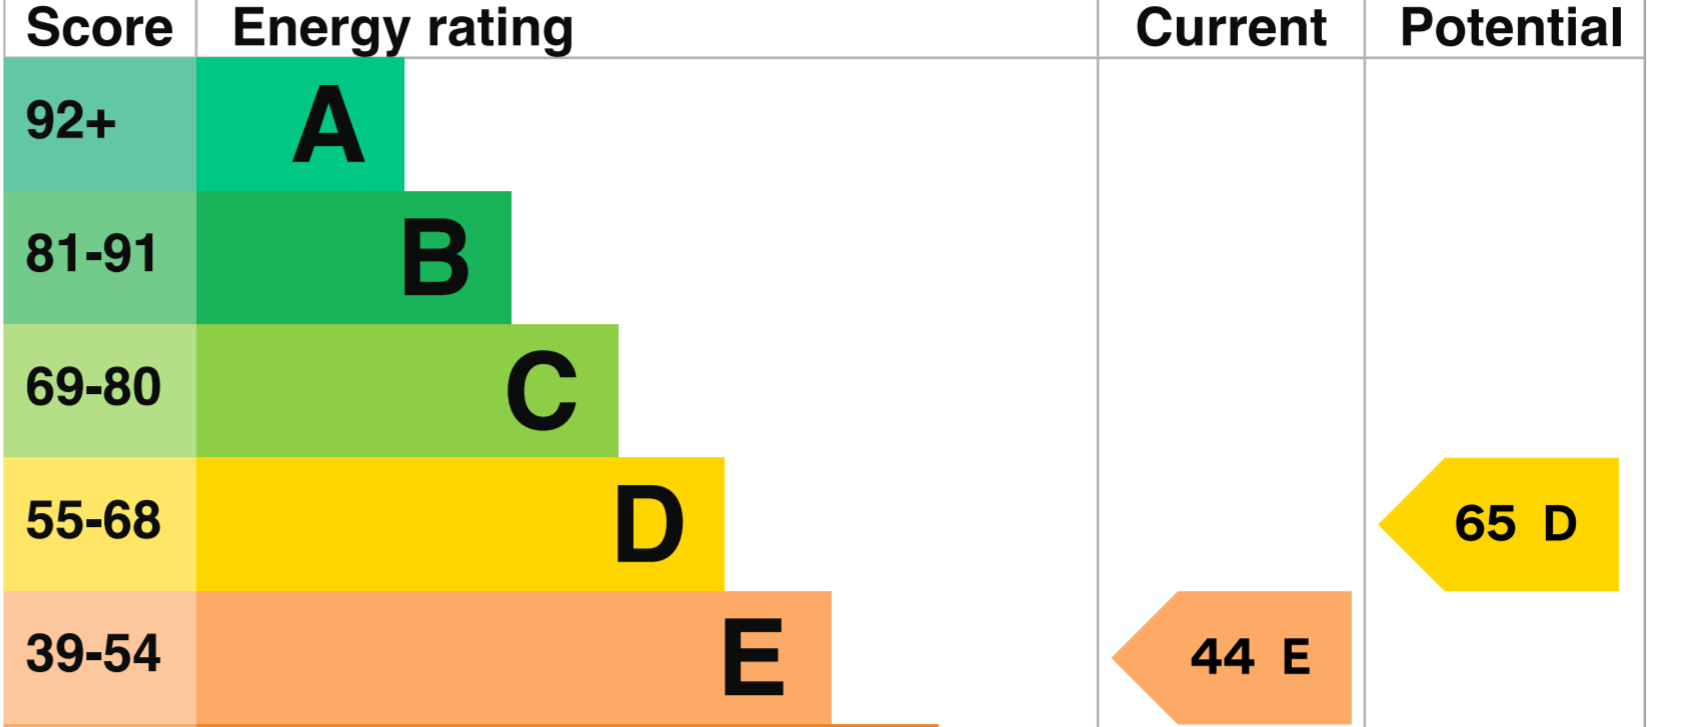 Score Energy rating Current Potential
92+ A
81-91 B
69-80 C
55-68 D 65 D
39-54 E 44 E